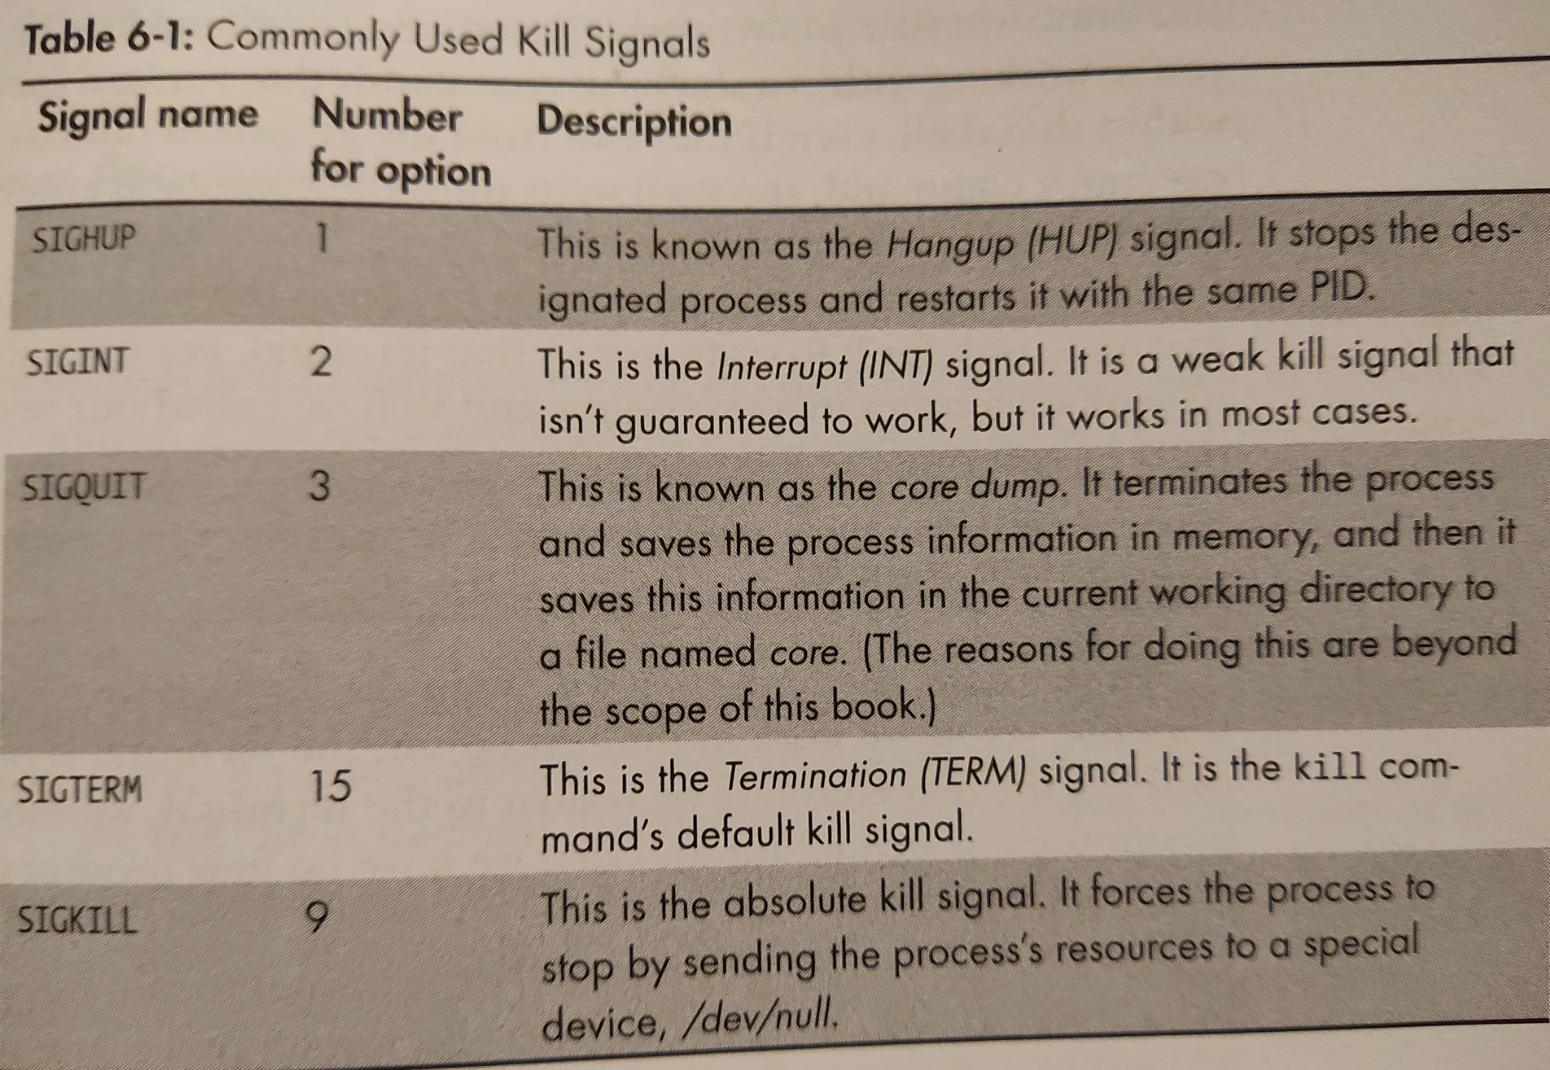 Table 6-1: Commonly Used Kill Signals
Signal name Number for option Description
SIGHUP 1 This is known as the Hangup (HUP) signal. It stops the des-
ignated process and restarts it with the same PID.
SIGINT 2 This is the Interrupt (INT) signal. It is a weak kill signal that
isn't guaranteed to work, but it works in most cases.
SIGQUIT 3 This is known as the core dump. It terminates the process
and saves the process information in memory, and then it
saves this information in the current working directory to
a file named core. (The reasons for doing this are beyond
the scope of this book.)
SIGTERM 15 This is the Termination (TERM) signal. It is the kill com-
mand's default kill signal.
SIGKILL 9 This is the absolute kill signal. It forces the process to
stop by sending the process's resources to a special
device, /dev/null.